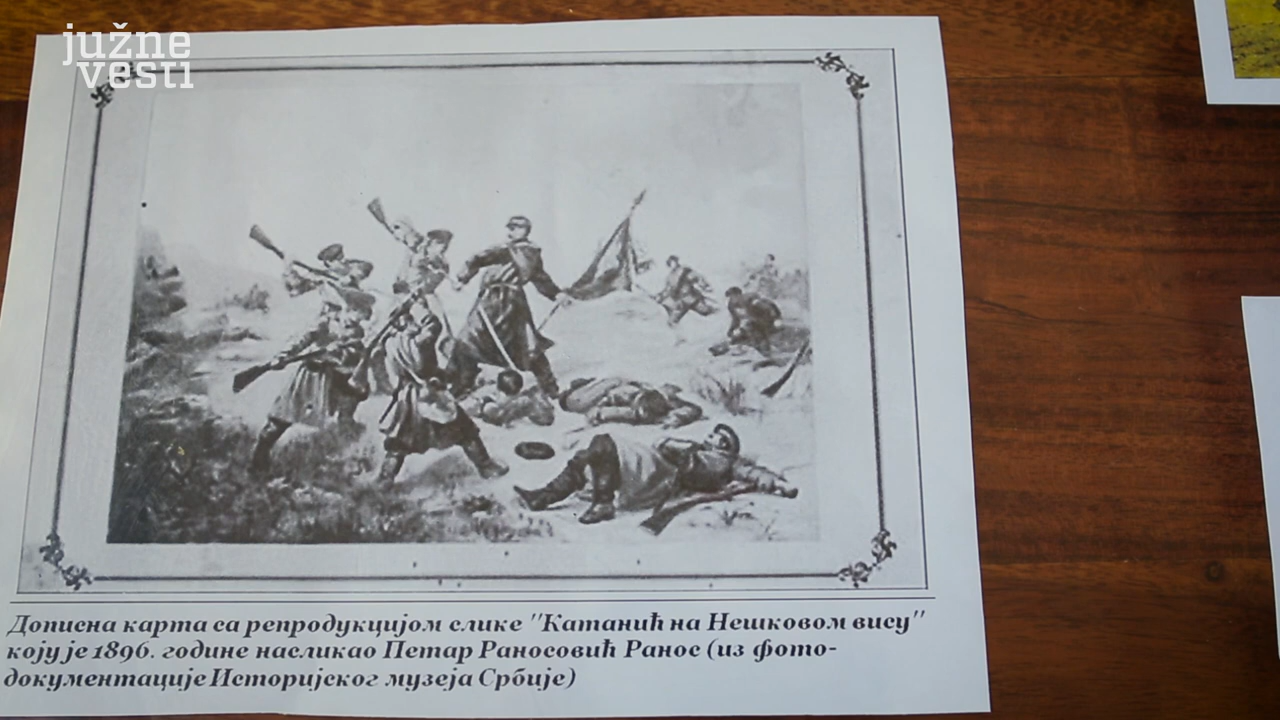 južne
vesti
Дописна карта са репродукцијом слике "Катанић на Нешковом вису"
коју је 1896. године насликао Петар Раносовић Ранос (из фото-
документације Историјског музеја Србије)